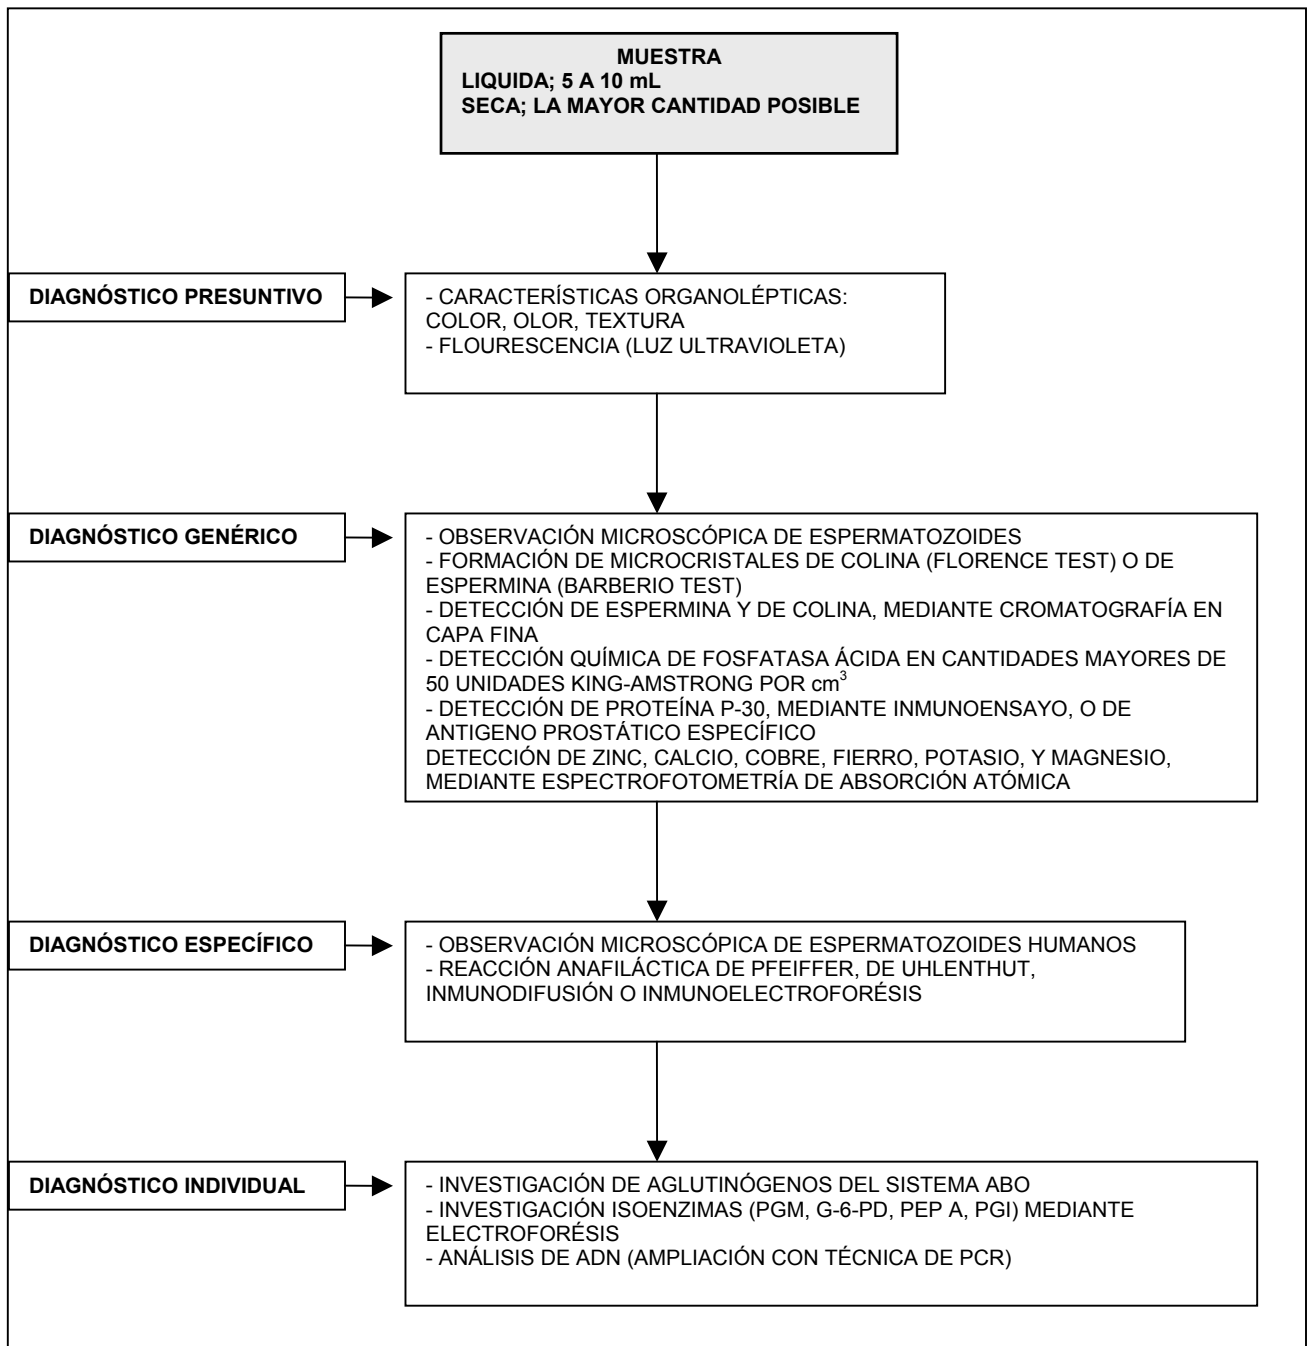 MUESTRA
LIQUIDA; 5 A 10 mL
SECA; LA MAYOR CANTIDAD POSIBLE
DIAGNÓSTICO PRESUNTIVO
- CARACTERÍSTICAS ORGANOLÉPTICAS:
COLOR, OLOR, TEXTURA
- FLOURESCENCIA (LUZ ULTRAVIOLETA)
DIAGNÓSTICO GENÉRICO
- OBSERVACIÓN MICROSCÓPICA DE ESPERMATOZOIDES
- FORMACIÓN DE MICROCRISTALES DE COLINA (FLORENCE TEST) O DE
ESPERMINA (BARBERIO TEST)
- DETECCIÓN DE ESPERMINA Y DE COLINA, MEDIANTE CROMATOGRAFÍA EN
CAPA FINA
- DETECCIÓN QUÍMICA DE FOSFATASA ÁCIDA EN CANTIDADES MAYORES DE
50 UNIDADES KING-AMSTRONG POR cm³
- DETECCIÓN DE PROTEÍNA P-30, MEDIANTE INMUNOENSAYO, O DE
ANTIGENO PROSTÁTICO ESPECÍFICO
DETECCIÓN DE ZINC, CALCIO, COBRE, FIERRO, POTASIO, Y MAGNESIO,
MEDIANTE ESPECTROFOTOMETRÍA DE ABSORCIÓN ATÓMICA
DIAGNÓSTICO ESPECÍFICO
- OBSERVACIÓN MICROSCÓPICA DE ESPERMATOZOIDES HUMANOS
- REACCIÓN ANAFILÁCTICA DE PFEIFFER, DE UHLENTHUT,
INMUNODIFUSIÓN O INMUNOELECTROFORÉSIS
DIAGNÓSTICO INDIVIDUAL
- INVESTIGACIÓN DE AGLUTINÓGENOS DEL SISTEMA ABO
- INVESTIGACIÓN ISOENZIMAS (PGM, G-6-PD, PEP A, PGI) MEDIANTE
ELECTROFORÉSIS
- ANÁLISIS DE ADN (AMPLIACIÓN CON TÉCNICA DE PCR)